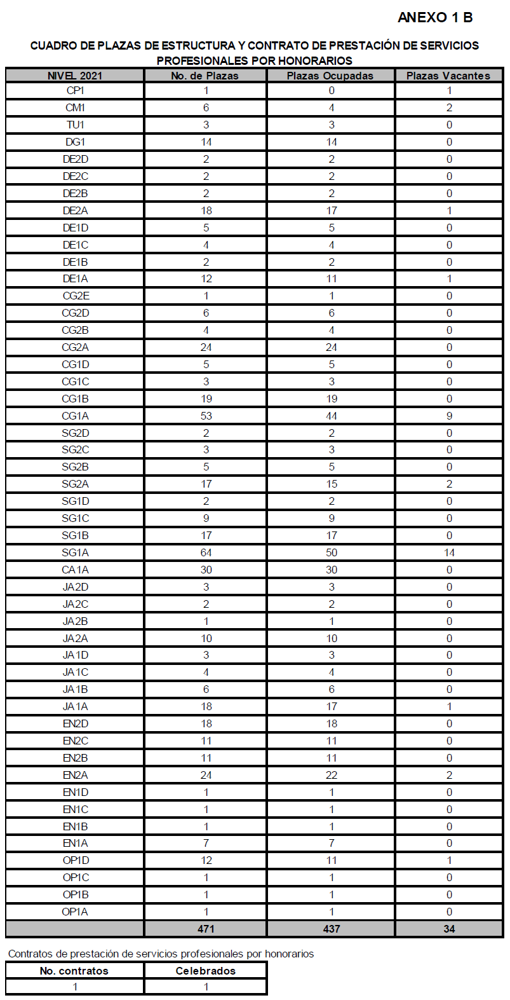 ANEXO 1 B
CUADRO DE PLAZAS DE ESTRUCTURA Y CONTRATO DE PRESTACIÓN DE SERVICIOS
PROFESIONALES POR HONORARIOS
NIVEL 2021 No. de Plazas Plazas Ocupadas Plazas Vacantes
CP1 1 0 1
CM1 6 4 2
TU1 3 3 0
DG1 14 14 0
DE2D 2 2 0
DE2C 2 2 0
DE2B 2 2 0
DE2A 18 17 1
DE1D 5 5 0
DE1C 4 4 0
DE1B 2 2 0
DE1A 12 11 1
CG2E 1 1 0
CG2D 6 6 0
CG2B 4 4 0
CG2A 24 24 0
CG1D 5 5 0
CG1C 3 3 0
CG1B 19 19 0
CG1A 53 44 9
SG2D 2 2 0
SG2C 3 3 0
SG2B 5 5 0
SG2A 17 15 2
SG1D 2 2 0
SG1C 9 9 0
SG1B 17 17 0
SG1A 64 50 14
CA1A 30 30 0
JA2D 3 3 0
JA2C 2 2 0
JA2B 1 1 0
JA2A 10 10 0
JA1D 3 3 0
JA1C 4 4 0
JA1B 6 6 0
JA1A 18 17 1
EN2D 18 18 0
EN2C 11 11 0
EN2B 11 11 0
EN2A 24 22 2
EN1D 1 1 0
EN1C 1 1 0
EN1B 1 1 0
EN1A 7 7 0
OP1D 12 11 1
OP1C 1 1 0
OP1B 1 1 0
OP1A 1 1 0
471 437 34
Contratos de prestación de servicios profesionales por honorarios
No. contratos Celebrados
1 1